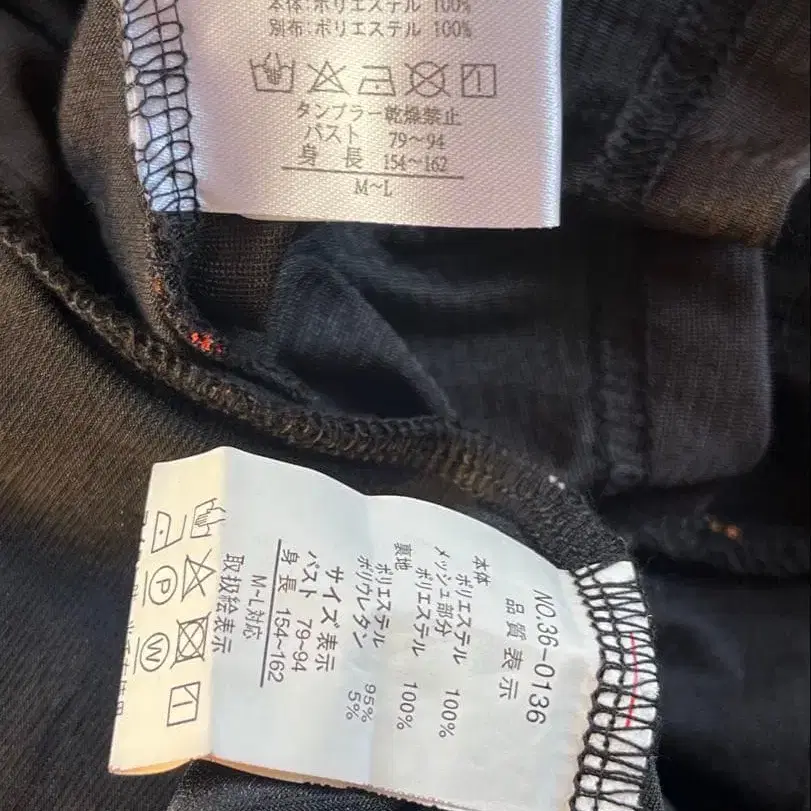 本体:ポリエステル 100%
別布:ポリエステル 100%
タンブラー乾燥禁止
バスト 79~94
身 長 154~162
M~L
NO.36-0136
品質表示
本体
ポリエステル 100%
メッシュ部分
ポリエステル 100%
裏地
ポリエステル 95%
ポリウレタン 5%
サイズ表示
バスト 79~94
身 長 154~162
M~L対応
取扱絵表示
P
W